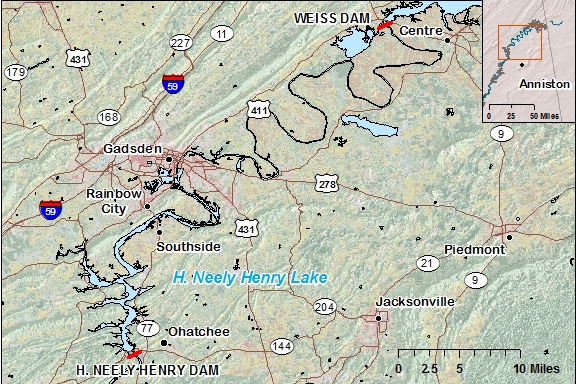 WEISS DAM
Centre
11
227
431
179
59
411
168
Gadsden
9
278
Rainbow
City
59
431
Southside
Piedmont
21
9
H. Neely Henry Lake
204
Jacksonville
77
Ohatchee
144
H. NEELY HENRY DAM
0 2.5 5 10 Miles
Anniston
0 25 50 Miles